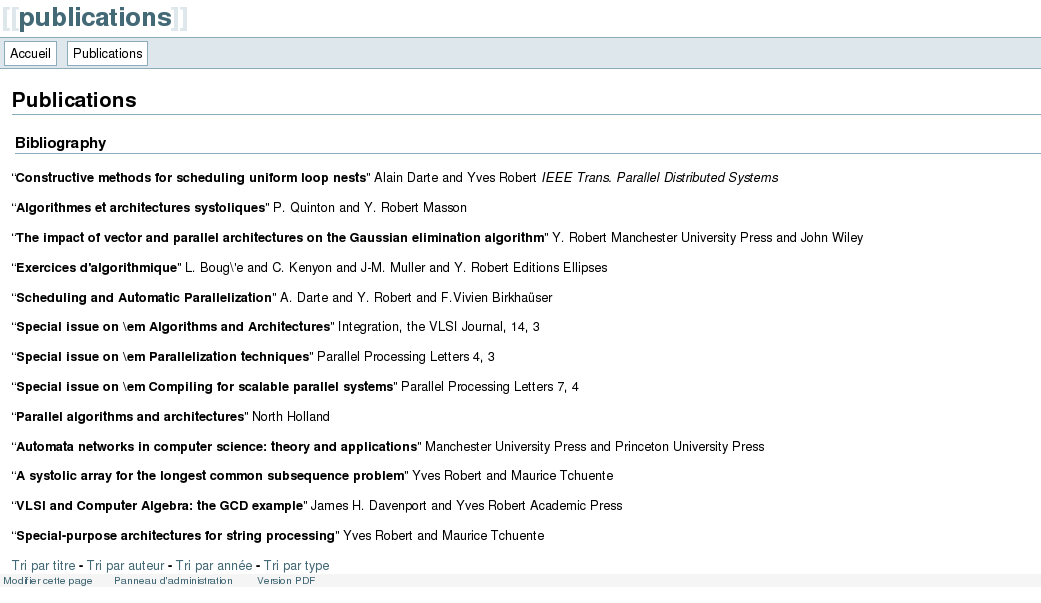 [[publications]]
Accueil Publications
Publications
Bibliography
“Constructive methods for scheduling uniform loop nests” Alain Darte and Yves Robert IEEE Trans. Parallel Distributed Systems
“Algorithmes et architectures systoliques” P. Quinton and Y. Robert Masson
“The impact of vector and parallel architectures on the Gaussian elimination algorithm” Y. Robert Manchester University Press and John Wiley
“Exercices d'algorithmique” L. Boug\'e and C. Kenyon and J-M. Muller and Y. Robert Editions Ellipses
“Scheduling and Automatic Parallelization” A. Darte and Y. Robert and F.Vivien Birkhaüser
“Special issue on \em Algorithms and Architectures” Integration, the VLSI Journal, 14, 3
“Special issue on \em Parallelization techniques” Parallel Processing Letters 4, 3
“Special issue on \em Compiling for scalable parallel systems” Parallel Processing Letters 7, 4
“Parallel algorithms and architectures” North Holland
“Automata networks in computer science: theory and applications” Manchester University Press and Princeton University Press
“A systolic array for the longest common subsequence problem” Yves Robert and Maurice Tchuente
“VLSI and Computer Algebra: the GCD example” James H. Davenport and Yves Robert Academic Press
“Special-purpose architectures for string processing” Yves Robert and Maurice Tchuente
Tri par titre - Tri par auteur - Tri par année - Tri par type
Modifier cette page Panneau d'administration Version PDF